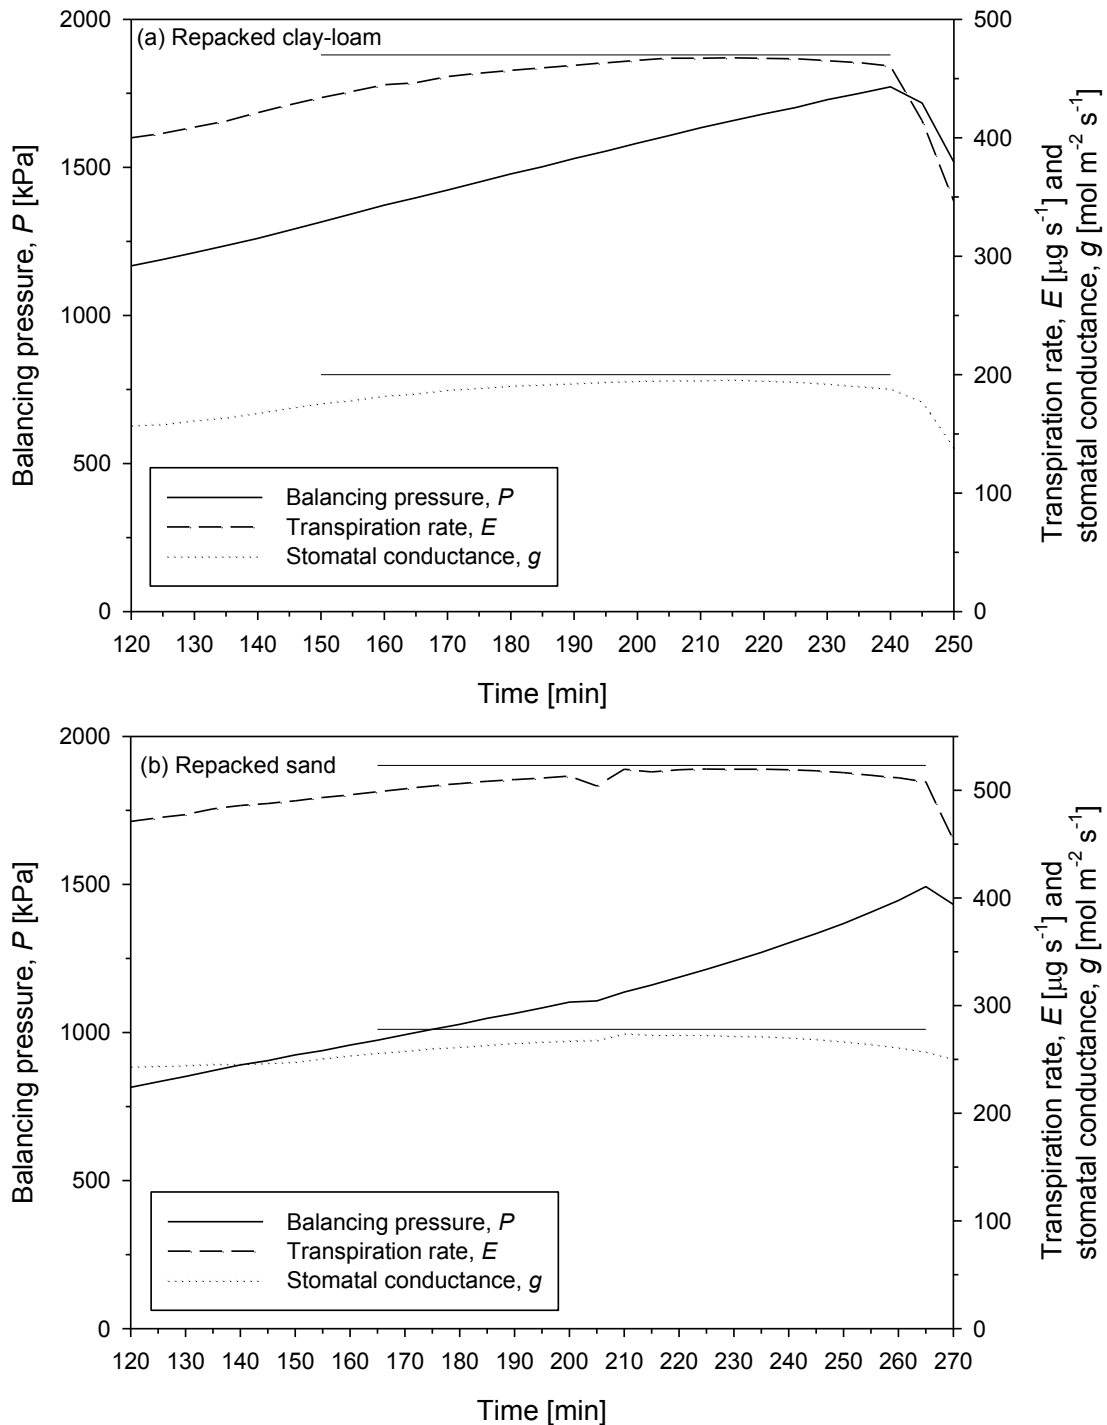 (a) Repacked clay-loam
2000
1500
1000
500
0
Balancing pressure, P [kPa]
500
400
300
200
100
0
Transpiration rate, E [μg s⁻¹] and
stomatal conductance, g [mol m⁻² s⁻¹]
Balancing pressure, P
Transpiration rate, E
Stomatal conductance, g
120 130 140 150 160 170 180 190 200 210 220 230 240 250
Time [min]
(b) Repacked sand
2000
1500
1000
500
0
Balancing pressure, P [kPa]
500
400
300
200
100
0
Transpiration rate, E [μg s⁻¹] and
stomatal conductance, g [mol m⁻² s⁻¹]
Balancing pressure, P
Transpiration rate, E
Stomatal conductance, g
120 130 140 150 160 170 180 190 200 210 220 230 240 250 260 270
Time [min]